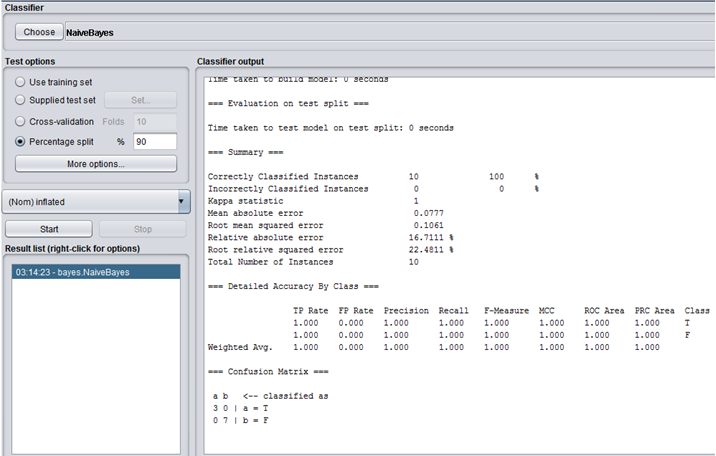 Classifier
Choose NaiveBayes
Test options
Use training set
Supplied test set Set...
Cross-validation Folds 10
Percentage split % 90
More options...
(Nom) inflated
Start Stop
Result list (right-click for options)
03:14:23 - bayes.NaiveBayes
Classifier output
Time taken to build model: 0 seconds
=== Evaluation on test split ===
Time taken to test model on test split: 0 seconds
=== Summary ===
Correctly Classified Instances 10 100 %
Incorrectly Classified Instances 0 0 %
Kappa statistic 1
Mean absolute error 0.0777
Root mean squared error 0.1061
Relative absolute error 16.7111 %
Root relative squared error 22.4811 %
Total Number of Instances 10
=== Detailed Accuracy By Class ===
TP Rate FP Rate Precision Recall F-Measure MCC ROC Area PRC Area Class
1.000 0.000 1.000 1.000 1.000 1.000 1.000 1.000 T
1.000 0.000 1.000 1.000 1.000 1.000 1.000 1.000 F
Weighted Avg. 1.000 0.000 1.000 1.000 1.000 1.000 1.000 1.000
=== Confusion Matrix ===
a b <-- classified as
3 0 | a = T
0 7 | b = F